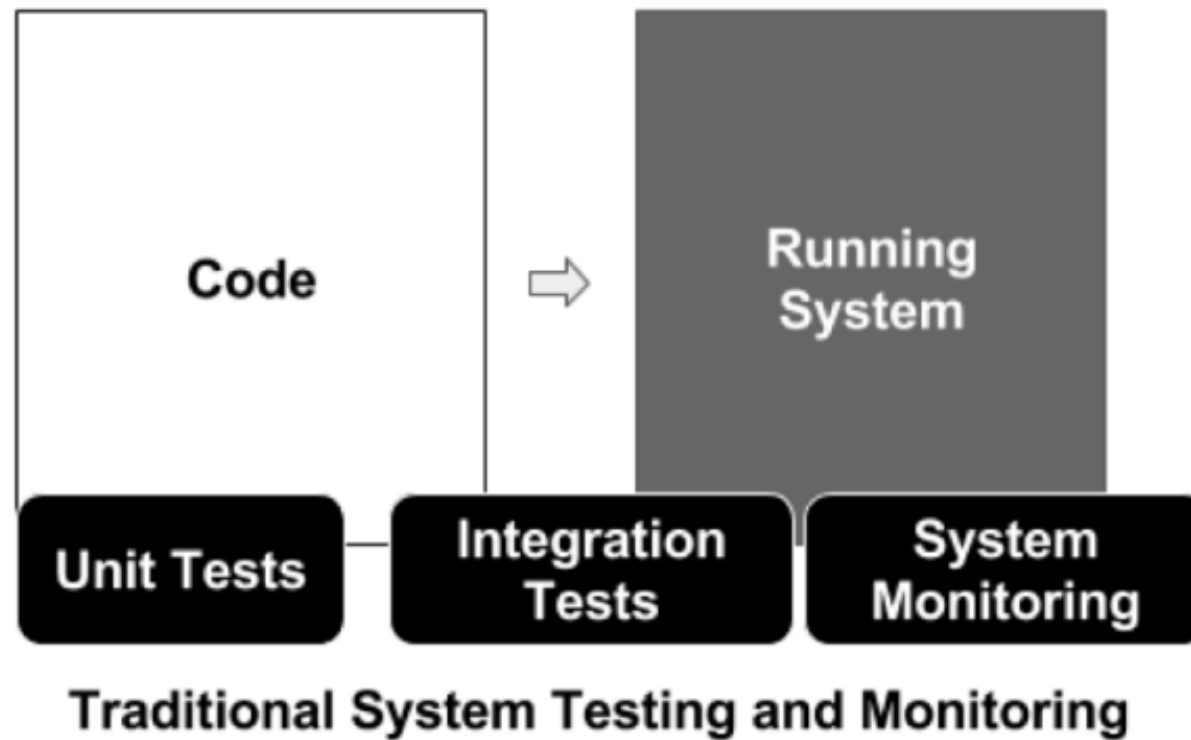 Code
Running
System
Unit Tests
Integration
Tests
System
Monitoring
Traditional System Testing and Monitoring